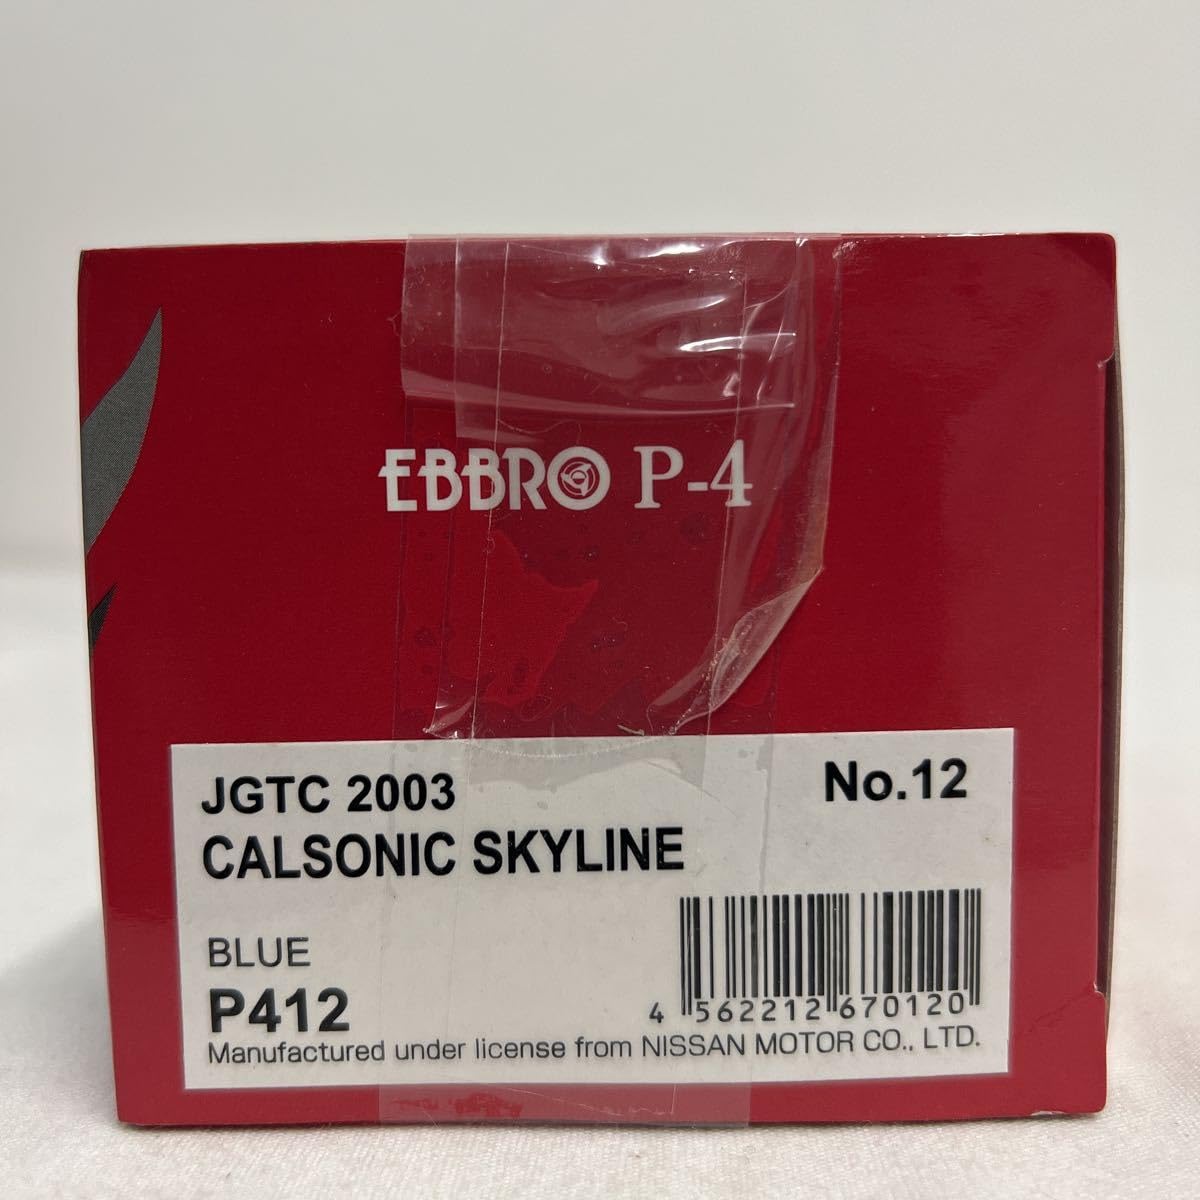 EBBRO P-4
JGTC 2003 No.12
CALSONIC SKYLINE
BLUE
P412
4 562212 670120
Manufactured under license from NISSAN MOTOR CO., LTD.